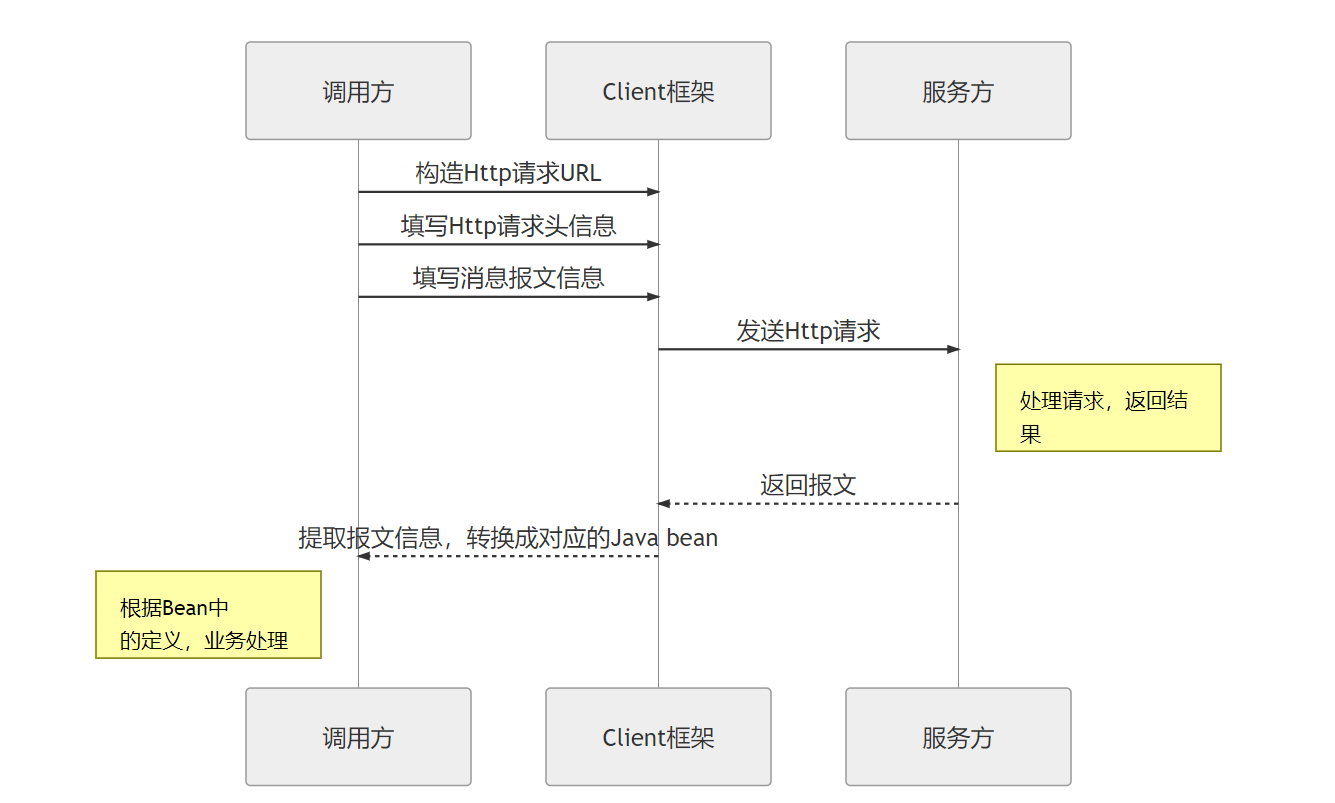 调用方
Client框架
服务方
构造Http请求URL
填写Http请求头信息
填写消息报文信息
发送Http请求
处理请求，返回结
果
返回报文
提取报文信息，转换成对应的Java bean
根据Bean中
的定义，业务处理
调用方
Client框架
服务方